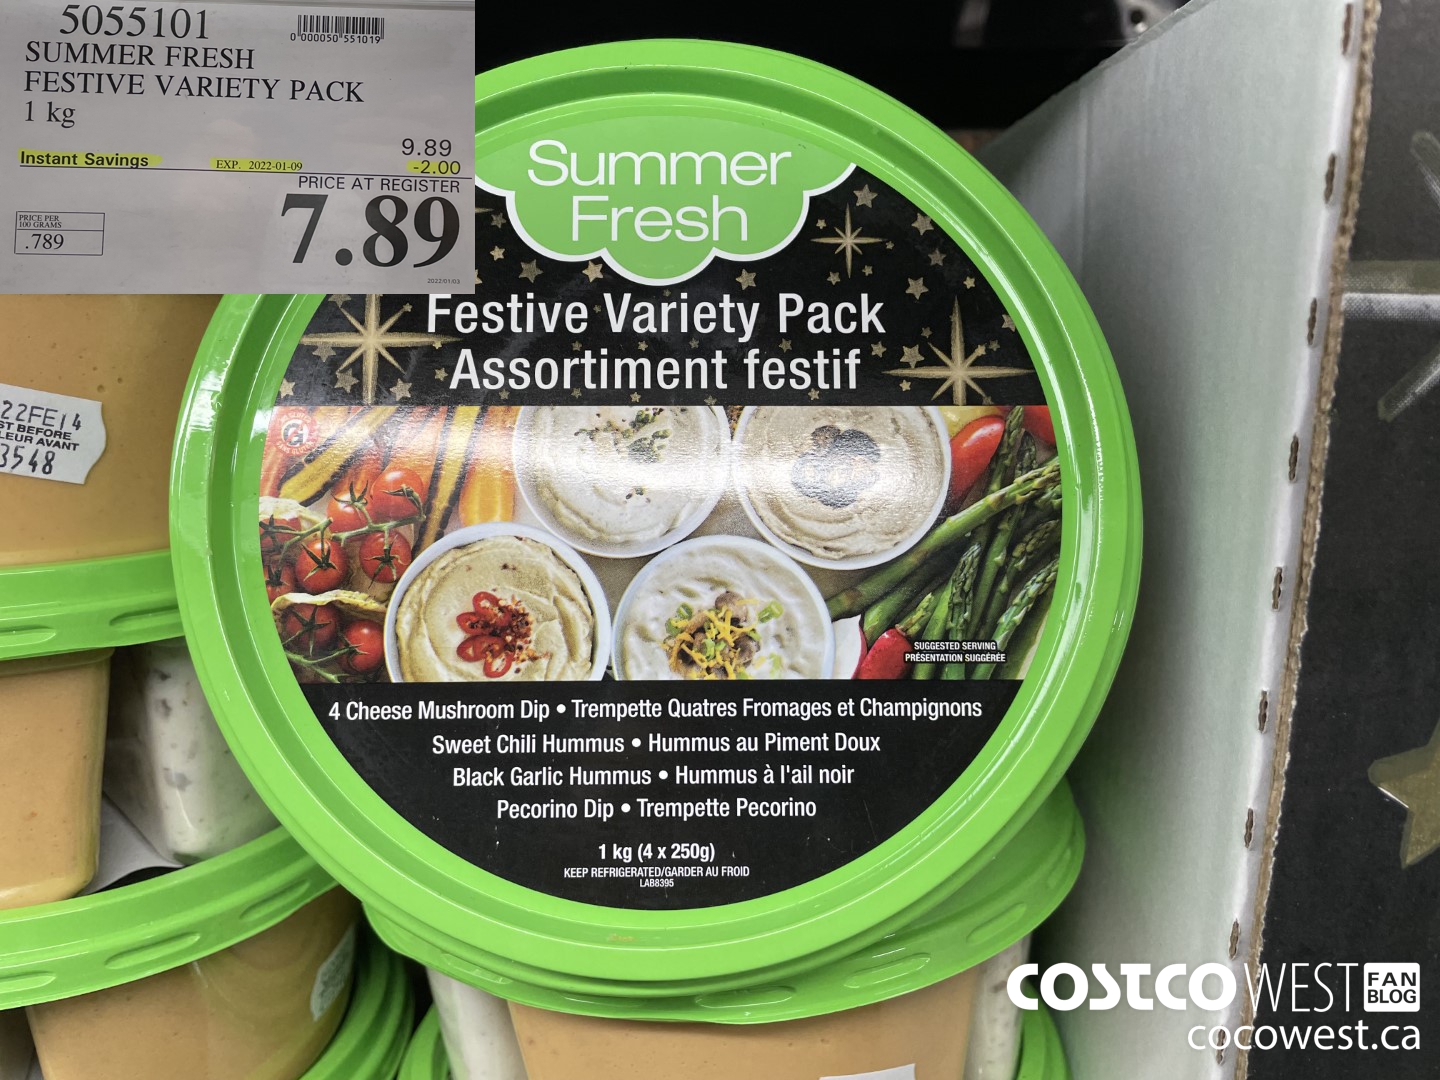 5055101
0"000050"551019"
SUMMER FRESH
FESTIVE VARIETY PACK
1 kg
9.89
Instant Savings EXP. 2022-01-09 -2.00
PRICE AT REGISTER
7.89
PRICE PER
100 GRAMS
.789
2022/01/03
Summer
Fresh
Festive Variety Pack
Assortiment festif
22FE14
ST BEFORE
LEUR AVANT
3548
G
SUGGESTED SERVING
PRÉSENTATION SUGGÉRÉE
4 Cheese Mushroom Dip • Trempette Quatres Fromages et Champignons
Sweet Chili Hummus • Hummus au Piment Doux
Black Garlic Hummus • Hummus à l'ail noir
Pecorino Dip • Trempette Pecorino
1 kg (4 x 250g)
KEEP REFRIGERATED/GARDER AU FROID
LAB8395
COSTCO WEST FAN BLOG
cocowest.ca